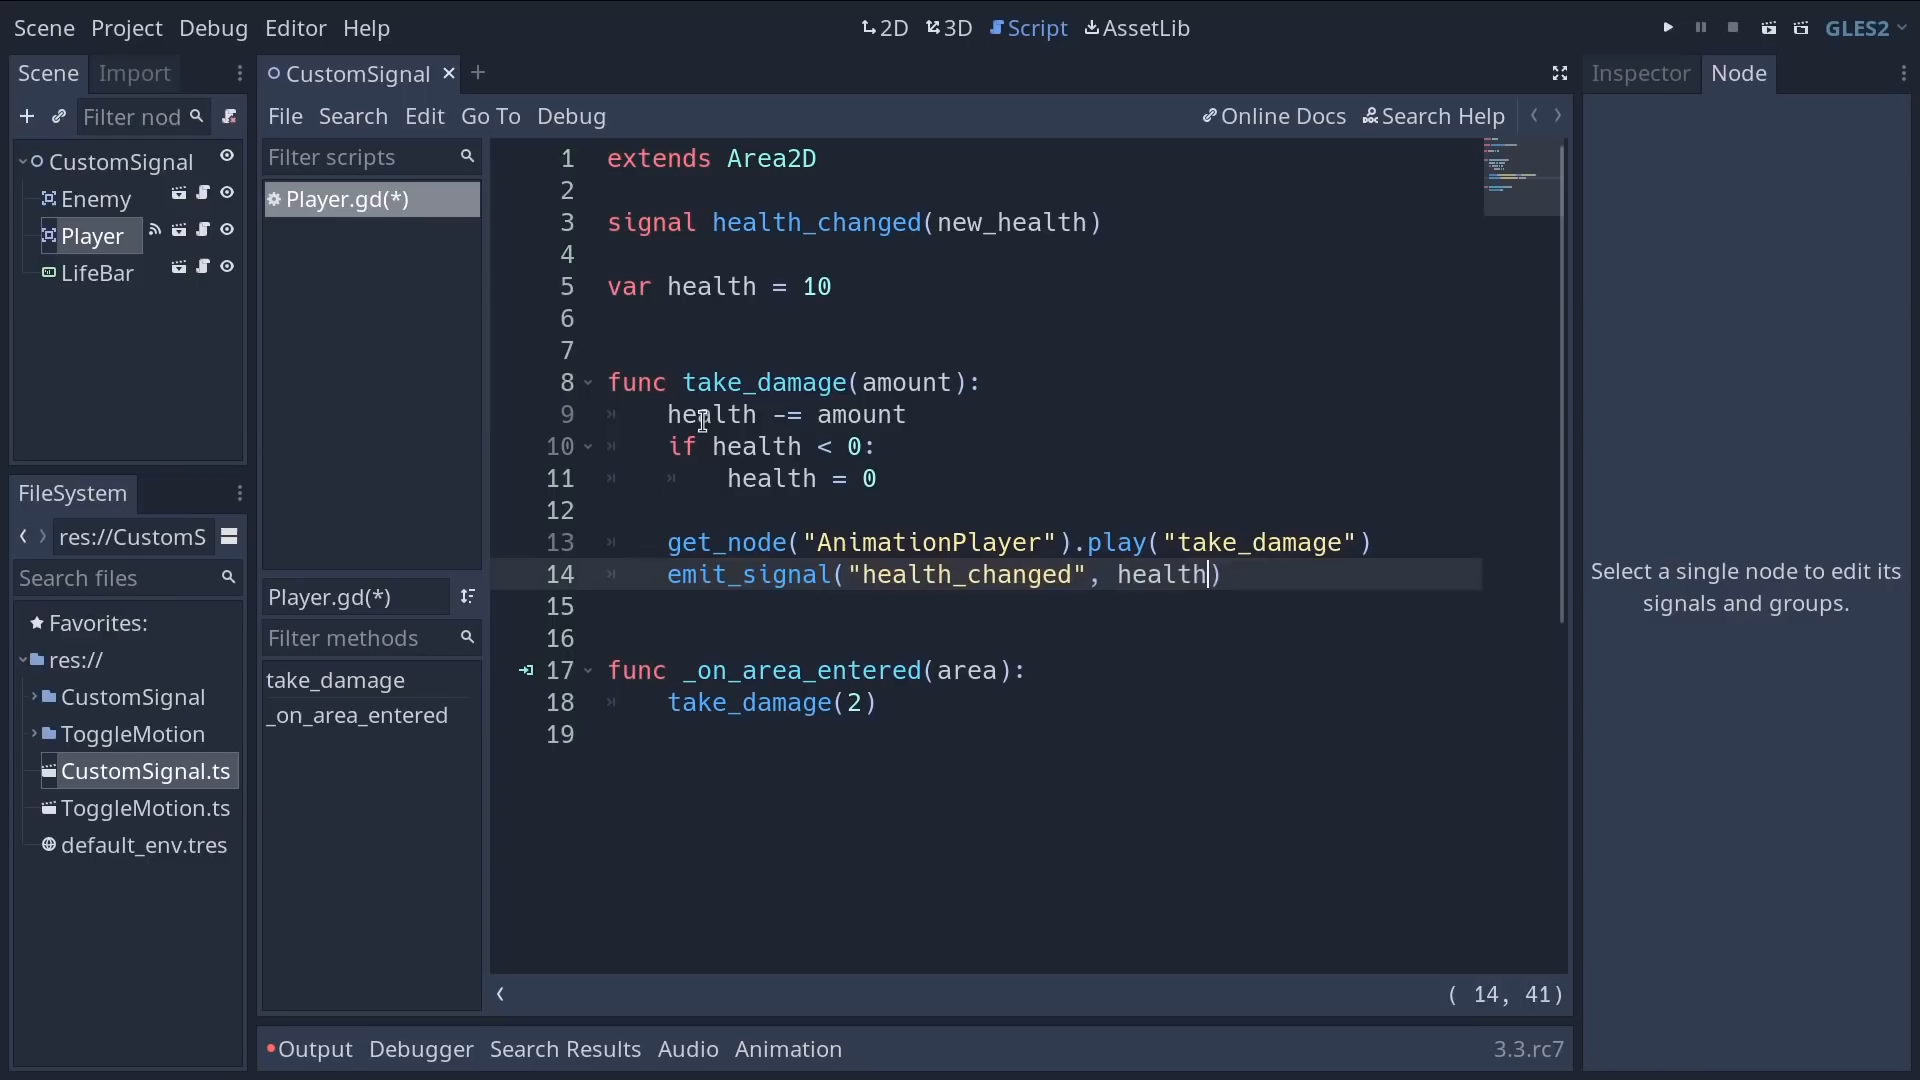 Scene Project Debug Editor Help 2D 3D Script AssetLib GLES2
Scene Import
Filter nod
CustomSignal
Enemy
Player
LifeBar
FileSystem
res://CustomS
Search files
Favorites:
res://
CustomSignal
ToggleMotion
CustomSignal.ts
ToggleMotion.ts
default_env.tres
CustomSignal × +
File Search Edit Go To Debug Online Docs Search Help
Filter scripts
Player.gd(*)
Player.gd(*)
Filter methods
take_damage
_on_area_entered
1 extends Area2D
2
3 signal health_changed(new_health)
4
5 var health = 10
6
7
8 func take_damage(amount):
9 health -= amount
10 if health < 0:
11 health = 0
12
13 get_node("AnimationPlayer").play("take_damage")
14 emit_signal("health_changed", health)
15
16
17 func _on_area_entered(area):
18 take_damage(2)
19
( 14, 41)
Output Debugger Search Results Audio Animation 3.3.rc7
Inspector Node
Select a single node to edit its
signals and groups.